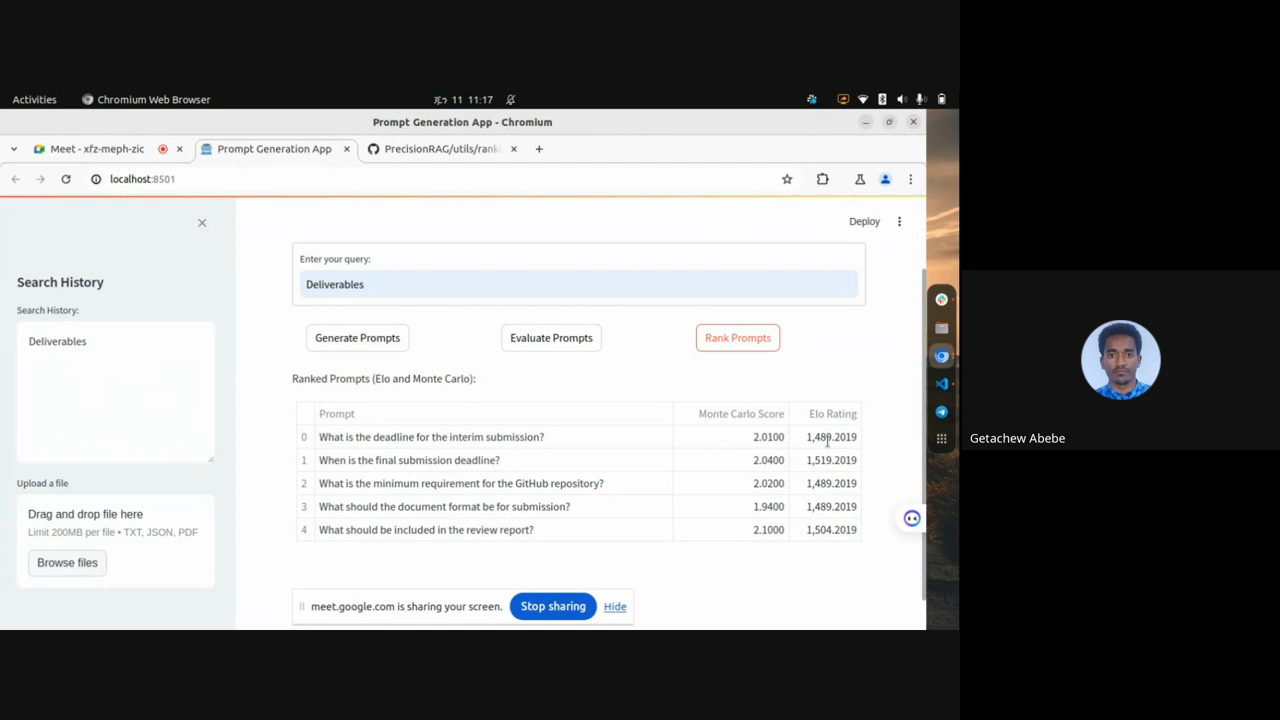 Activities
Chromium Web Browser
11 11:17
Prompt Generation App - Chromium
Meet - xfz-meph-zic
Prompt Generation App
PrecisionRAG/utils/rank
localhost:8501
Deploy
Search History
Search History:
Deliverables
Upload a file
Drag and drop file here
Limit 200MB per file • TXT, JSON, PDF
Browse files
Enter your query:
Deliverables
Generate Prompts
Evaluate Prompts
Rank Prompts
Ranked Prompts (Elo and Monte Carlo):
Prompt Monte Carlo Score Elo Rating
0 What is the deadline for the interim submission? 2.0100 1,489.2019
1 When is the final submission deadline? 2.0400 1,519.2019
2 What is the minimum requirement for the GitHub repository? 2.0200 1,489.2019
3 What should the document format be for submission? 1.9400 1,489.2019
4 What should be included in the review report? 2.1000 1,504.2019
meet.google.com is sharing your screen.
Stop sharing
Hide
Getachew Abebe